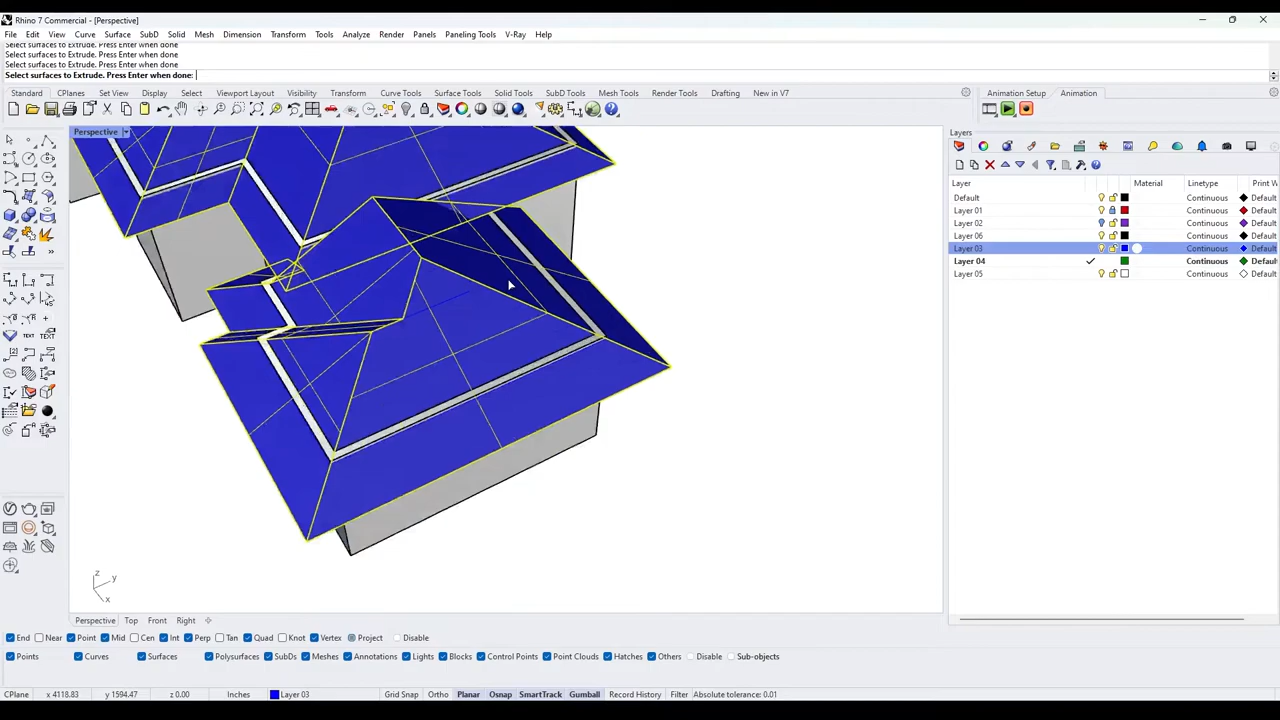 Rhino 7 Commercial - [Perspective]
File Edit View Curve Surface SubD Solid Mesh Dimension Transform Tools Analyze Render Panels Paneling Tools V-Ray Help
Select surfaces to Extrude. Press Enter when done
Select surfaces to Extrude. Press Enter when done
Select surfaces to Extrude. Press Enter when done:
Standard CPlanes Set View Display Select Viewport Layout Visibility Transform Curve Tools Surface Tools Solid Tools SubD Tools Mesh Tools Render Tools Drafting New in V7 Animation Setup Animation
Perspective
Layers
Layer Material Linetype Print W
Default Continuous Default
Layer 01 Continuous Default
Layer 02 Continuous Default
Layer 06 Continuous Default
Layer 03 Continuous Default
Layer 04 Continuous Default
Layer 05 Continuous Default
z
y
x
Perspective Top Front Right
End Near Point Mid Cen Int Perp Tan Quad Knot Vertex Project Disable
Points Curves Surfaces Polysurfaces SubDs Meshes Annotations Lights Blocks Control Points Point Clouds Hatches Others Disable Sub-objects
CPlane x 4118.83 y 1594.47 z 0.00 Inches Layer 03 Grid Snap Ortho Planar Osnap SmartTrack Gumball Record History Filter Absolute tolerance: 0.01